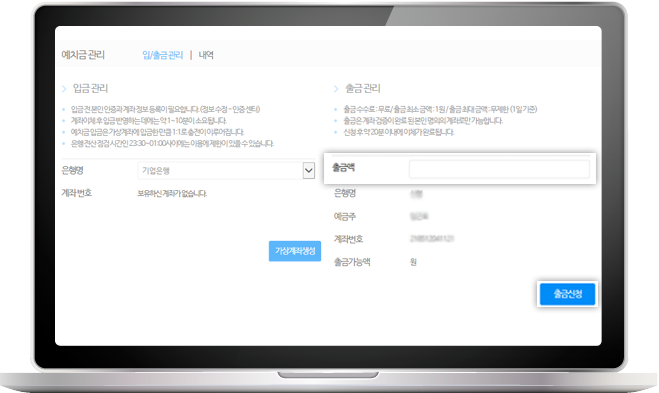 예치금 관리
입/출금 관리 | 내역
입금 관리
입금 전 본인 인증과 계좌 정보 등록이 필요합니다. (정보 수정 - 인증 센터)
계좌이체 후 입금 반영하는 데에는 약 1~10분이 소요됩니다.
예치금 입금은 가상계좌에 입금한 만큼 1:1로 충전이 이루어집니다.
은행 전산 점검 시간인 23:30~01:00 사이에는 이용에 제한이 있을 수 있습니다.
은행명
기업은행
계좌 번호
보유하신 계좌가 없습니다.
가상계좌생성
출금 관리
출금 수수료 : 무료 / 출금 최소 금액 : 1원 / 출금 최대 금액 : 무제한 (1일 기준)
출금은 계좌 검증이 완료 된 본인 명의의 계좌로만 가능합니다.
신청 후 약 20분 이내에 이체가 완료됩니다.
출금액
은행명
예금주
계좌번호
출금가능액
원
출금신청